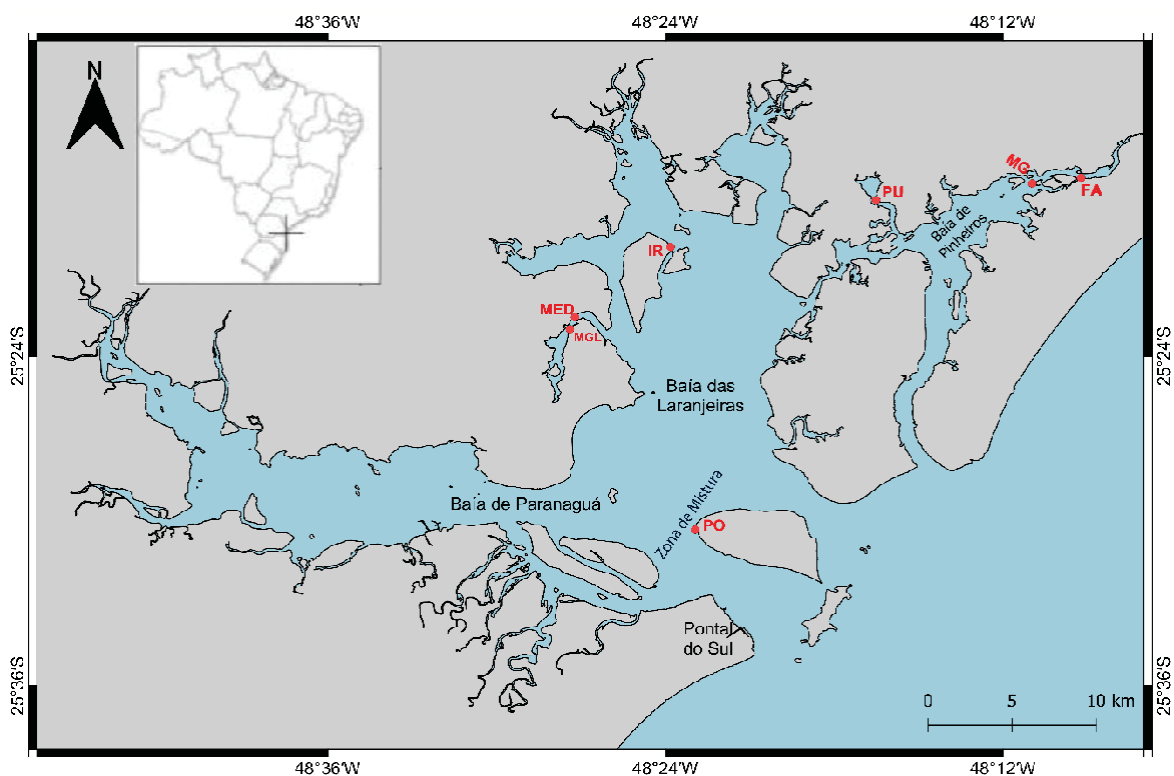 48°36'W
48°24'W
48°12'W
N
MG
FA
PU
Baía de
Pinheiros
IR
MED
MGL
25°24'S
25°24'S
Baía das
Laranjeiras
Baía de Paranaguá
Zona de Mistura
PO
Pontal
do Sul
25°36'S
25°36'S
0
5
10 km
48°36'W
48°24'W
48°12'W